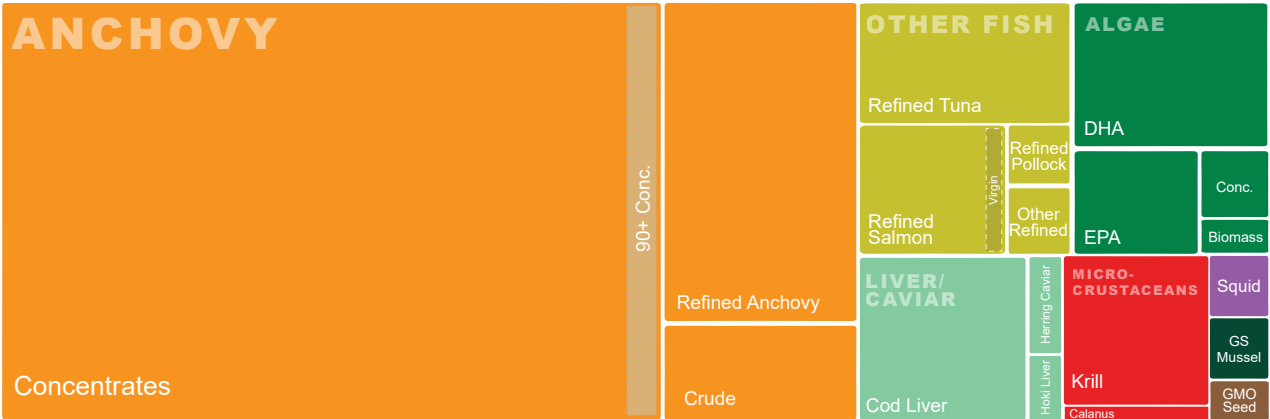 ANCHOVY
Concentrates
90+ Conc.
Refined Anchovy
Crude
OTHER FISH
Refined Tuna
Refined
Salmon
Virgin
Refined
Pollock
Other
Refined
ALGAE
DHA
EPA
Conc.
Biomass
LIVER/
CAVIAR
Cod Liver
Herring Caviar
Hoki Liver
MICRO-
CRUSTACEANS
Krill
Calanus
Squid
GS
Mussel
GMO
Seed